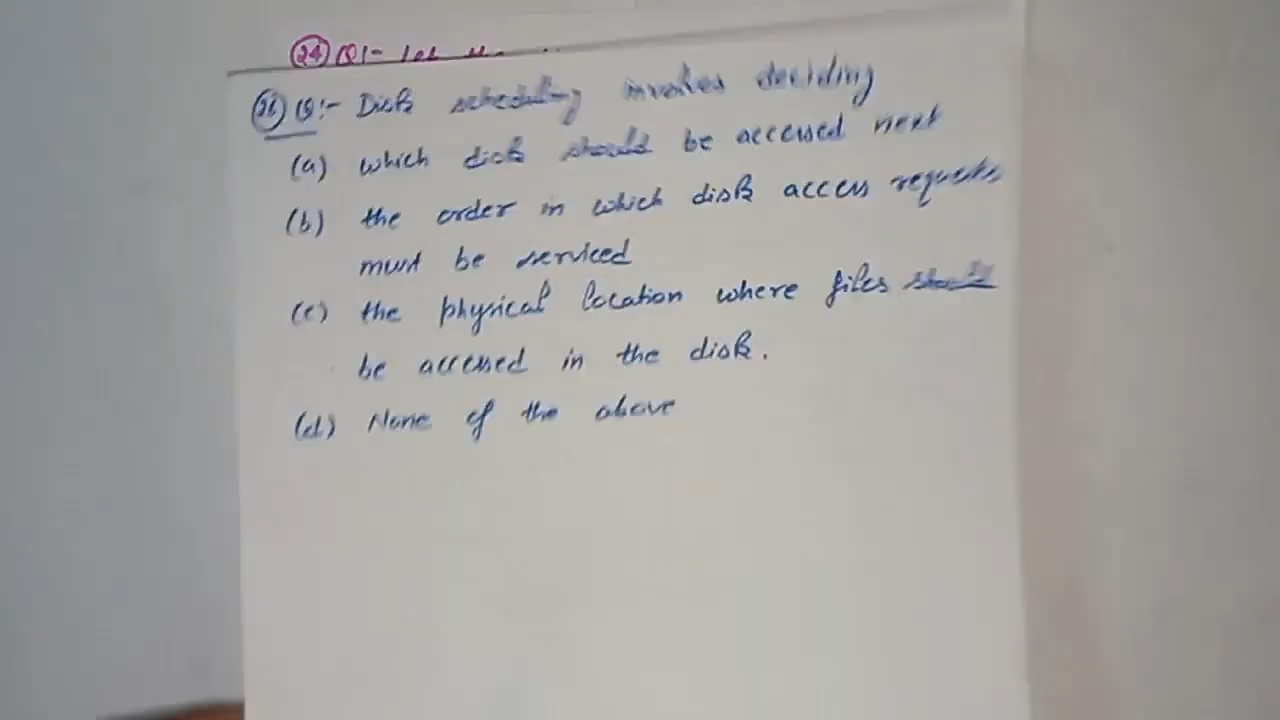 24 Q:-
Q:- Disk scheduling involves deciding
(a) which disk should be accessed next
(b) the order in which disk access requests
must be serviced
(c) the physical location where files should
be accessed in the disk.
(d) None of the above